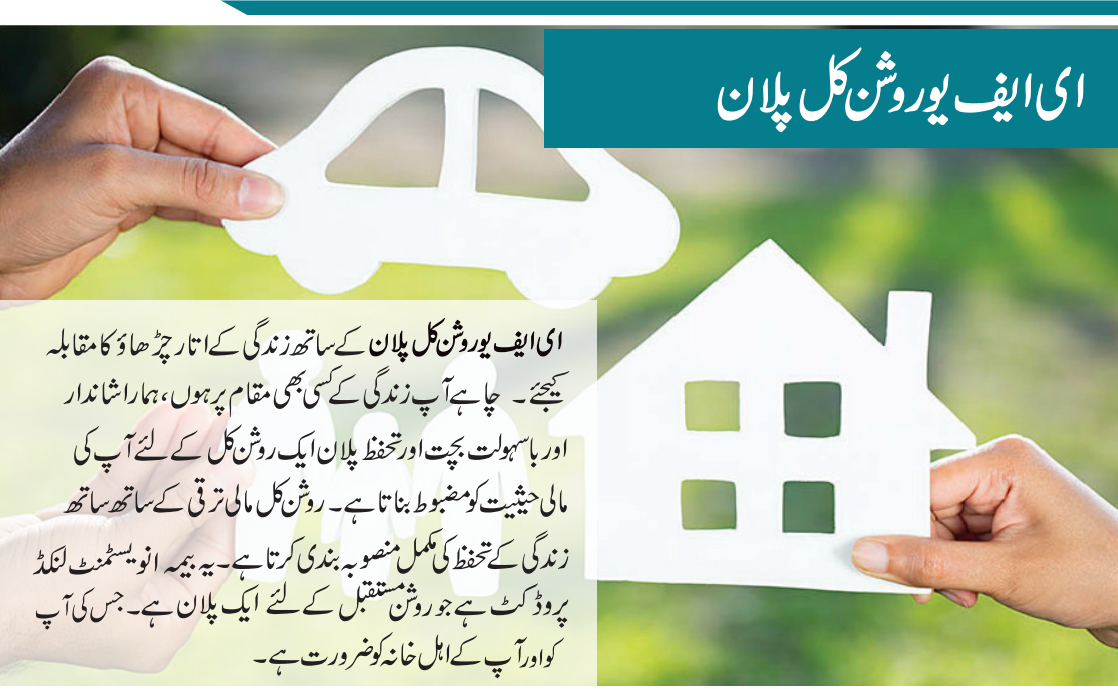 ای ایف یو روشن کل پلان
ای ایف یو روشن کل پلان کے ساتھ زندگی کے اتار چڑھاؤ کا مقابلہ
کیجئے۔ چاہے آپ زندگی کے کسی بھی مقام پر ہوں، ہمارا شاندار
اور باسہولت بچت اور تحفظ پلان ایک روشن کل کے لئے آپ کی
مالی حیثیت کو مضبوط بناتا ہے۔ روشن کل مالی ترقی کے ساتھ ساتھ
زندگی کے تحفظ کی مکمل منصوبہ بندی کرتا ہے۔ یہ بیمہ انویسٹمنٹ لنکڈ
پروڈکٹ ہے جو روشن مستقبل کے لئے ایک پلان ہے۔ جس کی آپ
کو اور آپ کے اہل خانہ کو ضرورت ہے۔